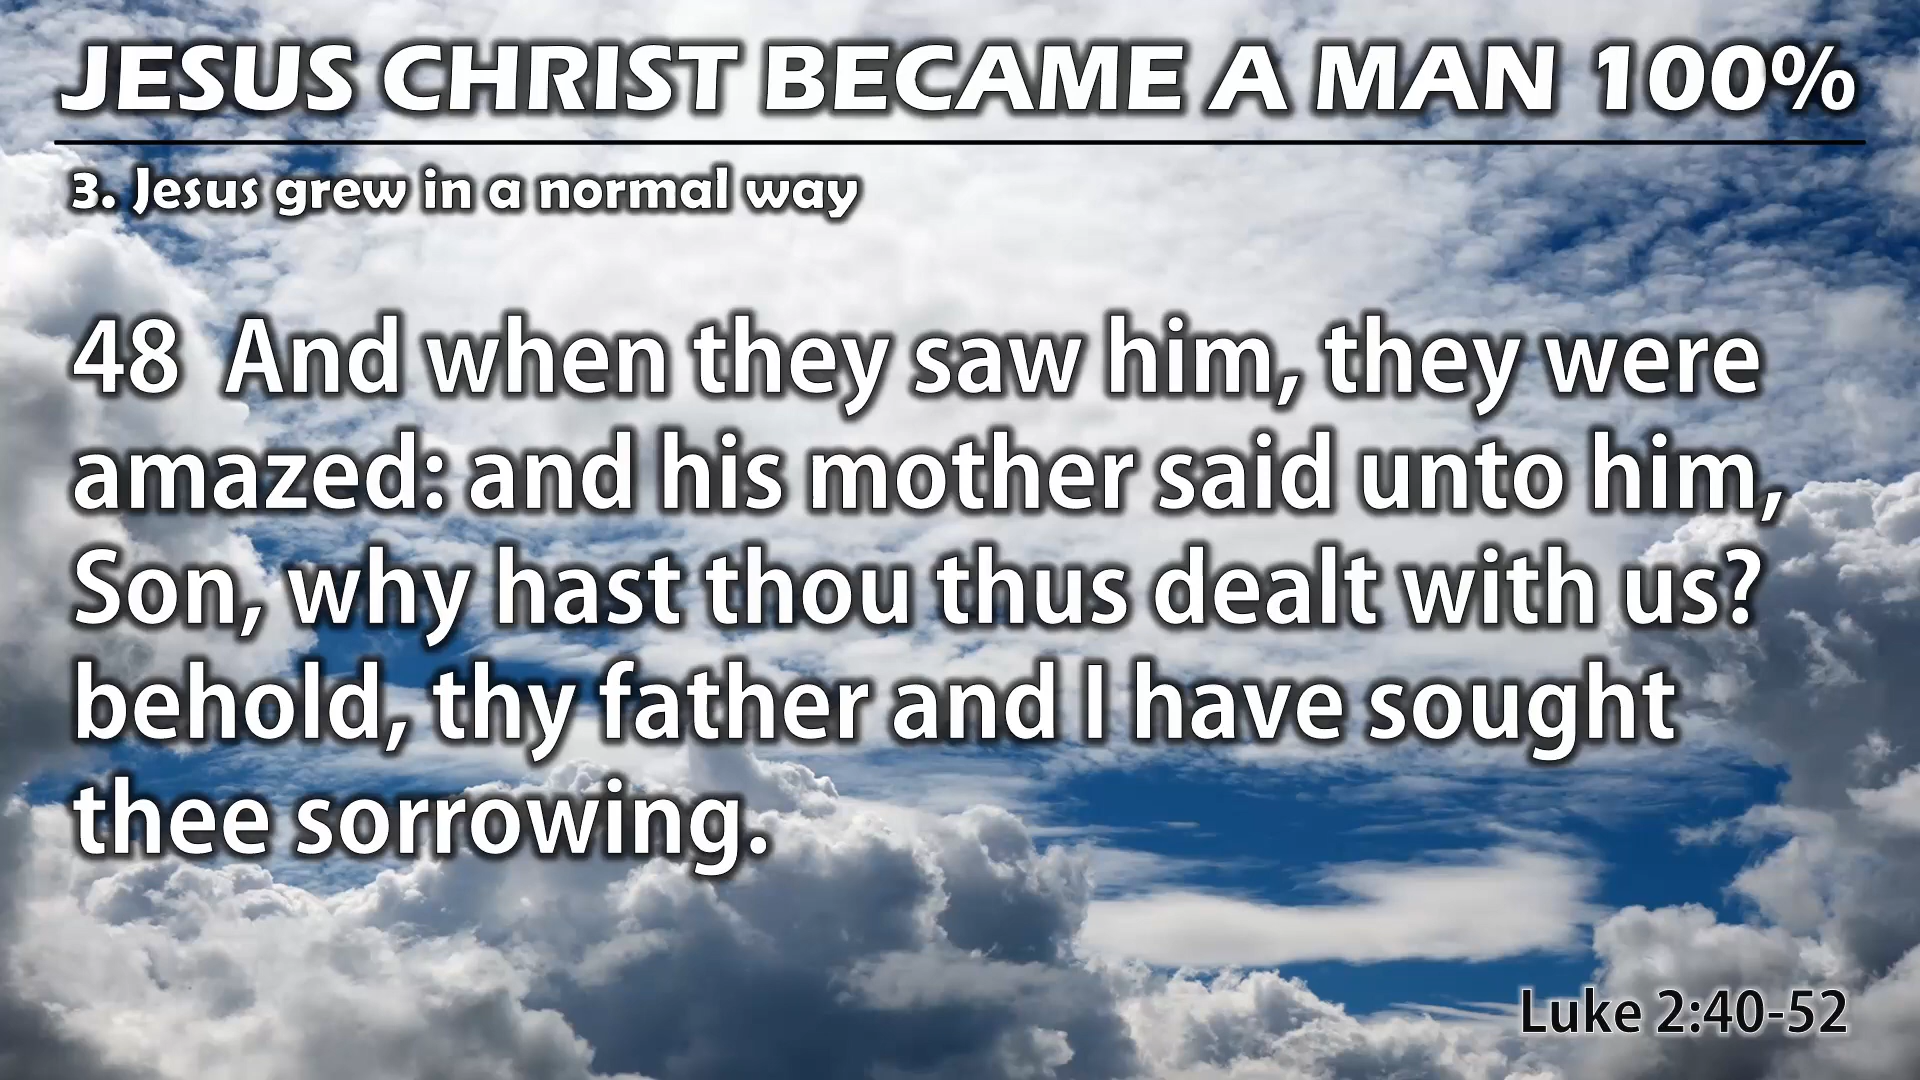 JESUS CHRIST BECAME A MAN 100%
3. Jesus grew in a normal way
48  And when they saw him, they were
amazed: and his mother said unto him,
Son, why hast thou thus dealt with us?
behold, thy father and I have sought
thee sorrowing.
Luke 2:40-52